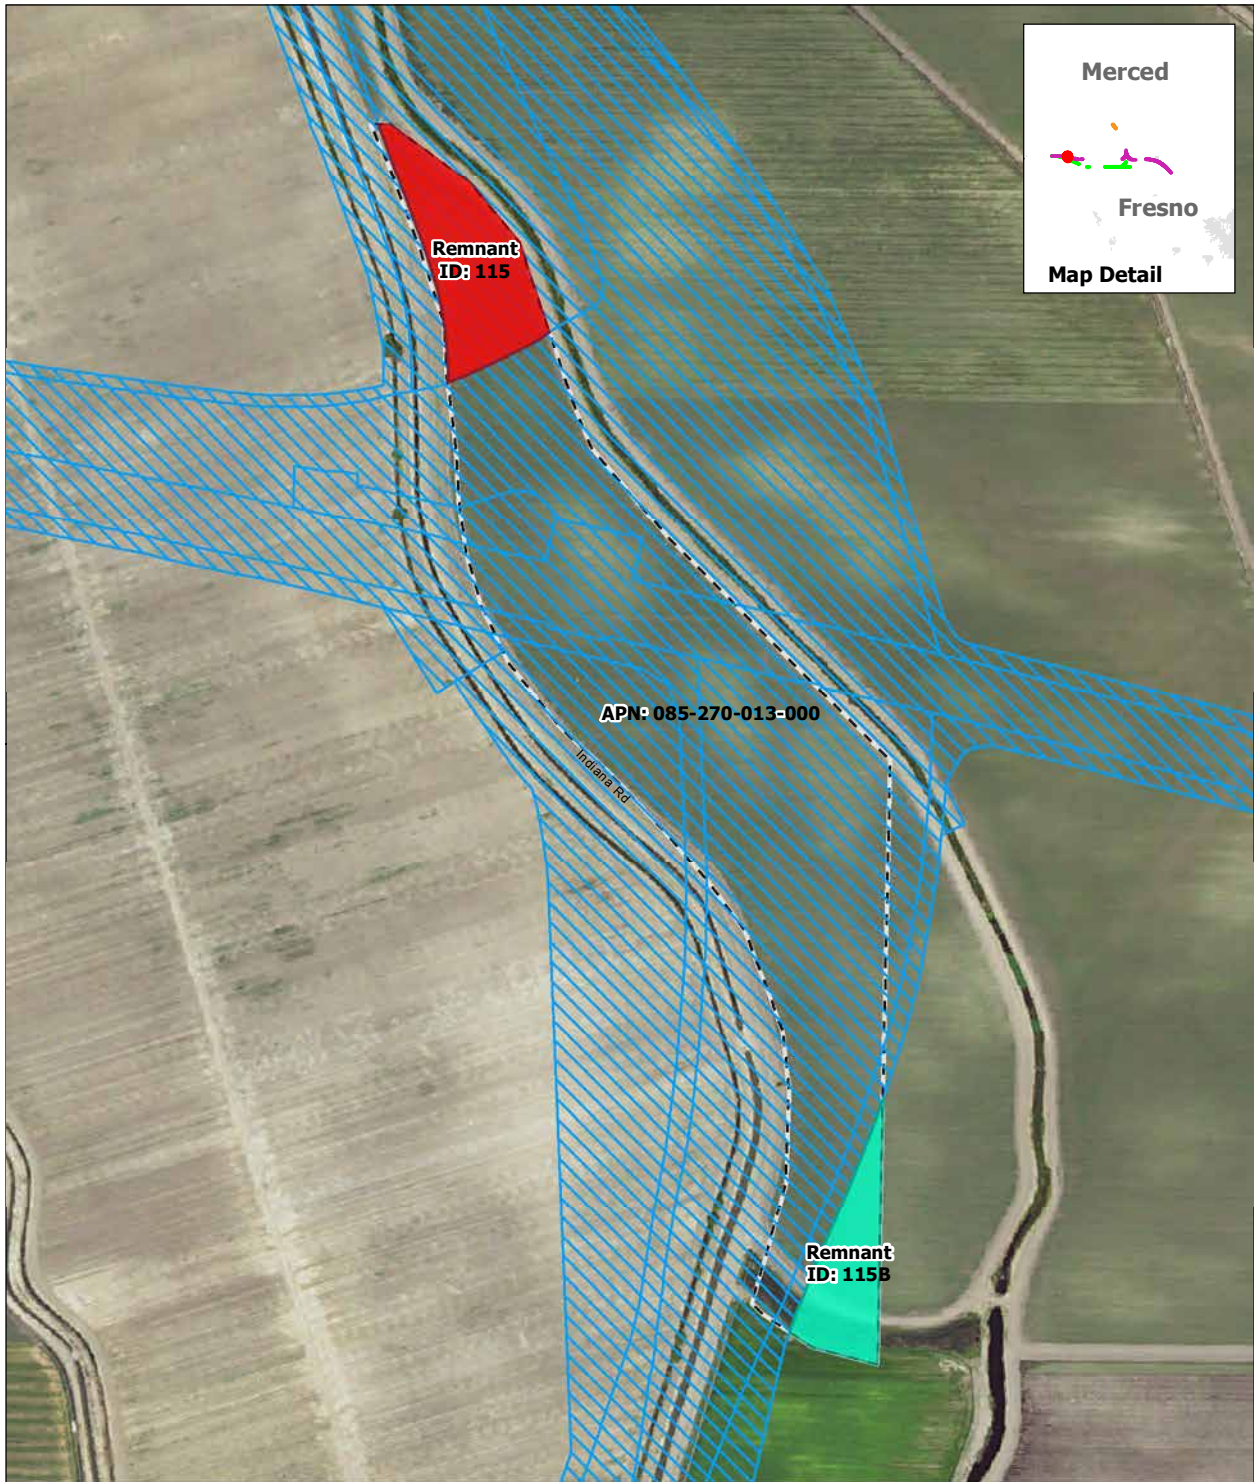 Merced
Fresno
Map Detail
Remnant
ID: 115
APN: 085-270-013-000
Indiana Rd
Remnant
ID: 115B